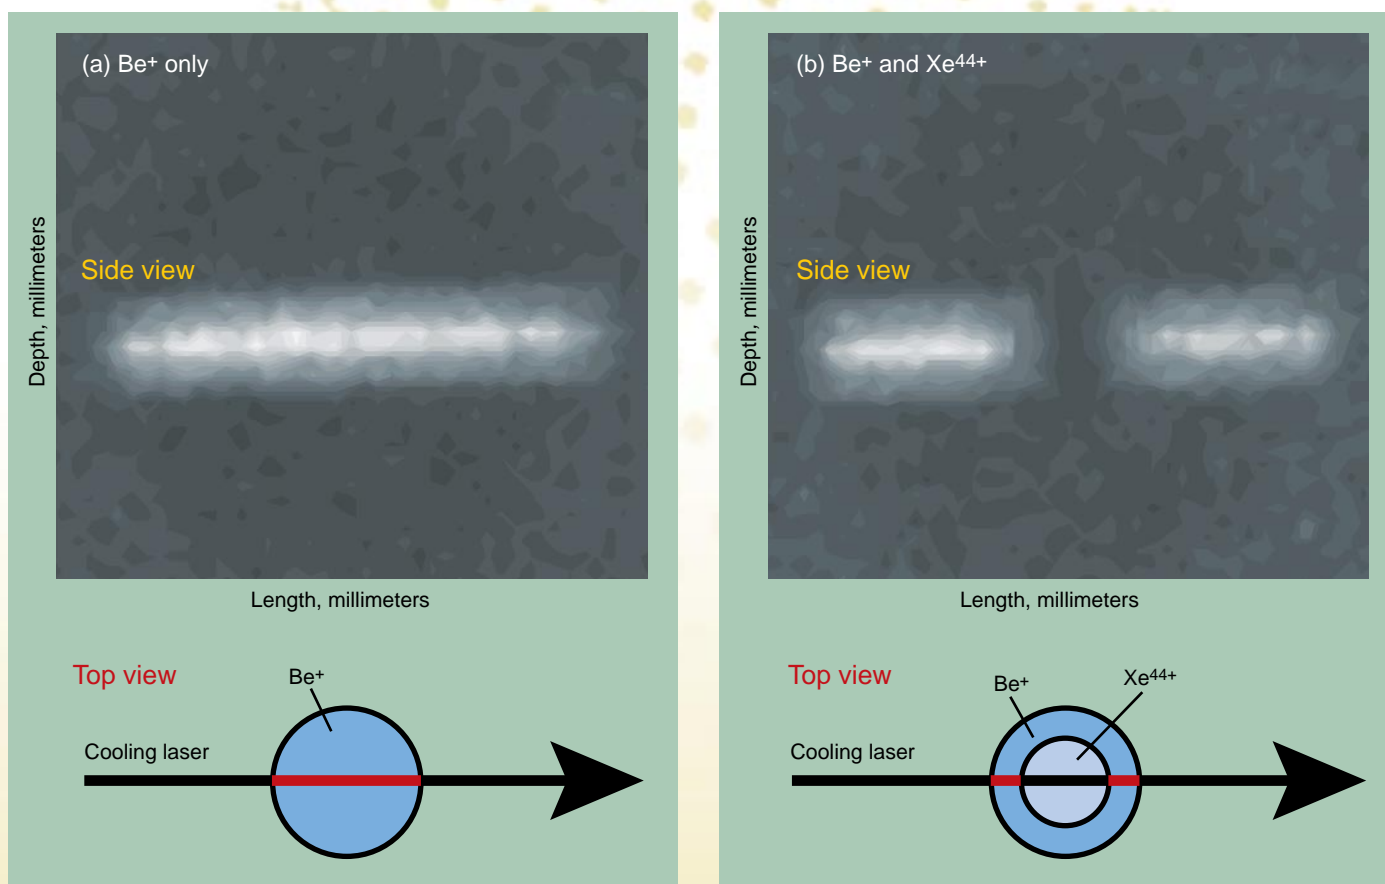 (a) Be⁺ only
Side view
Depth, millimeters
Length, millimeters
Top view
Be⁺
Cooling laser
(b) Be⁺ and Xe⁴⁴⁺
Side view
Depth, millimeters
Length, millimeters
Top view
Be⁺
Xe⁴⁴⁺
Cooling laser